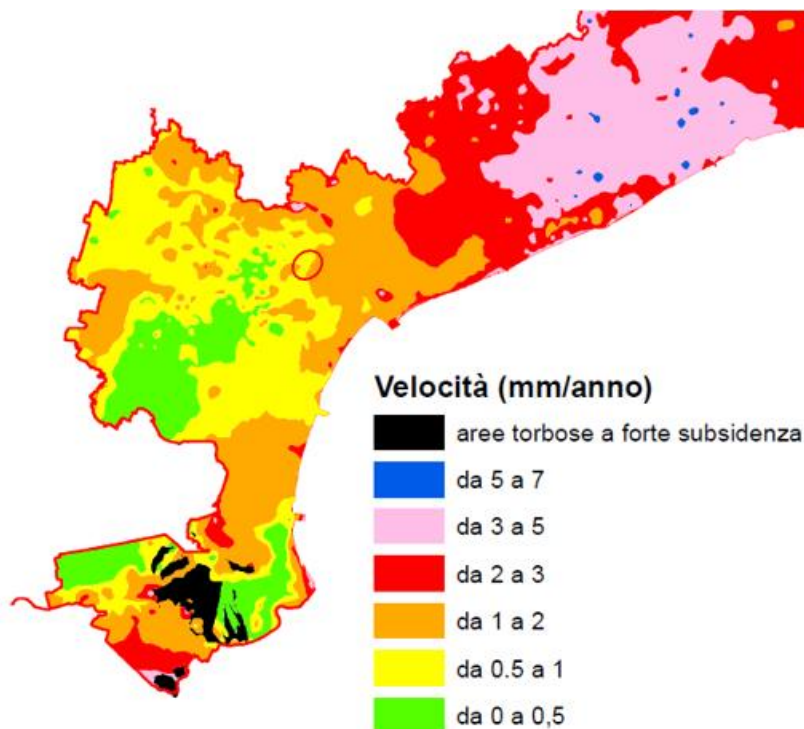 Velocità (mm/anno)
aree torbose a forte subsidenza
da 5 a 7
da 3 a 5
da 2 a 3
da 1 a 2
da 0.5 a 1
da 0 a 0,5